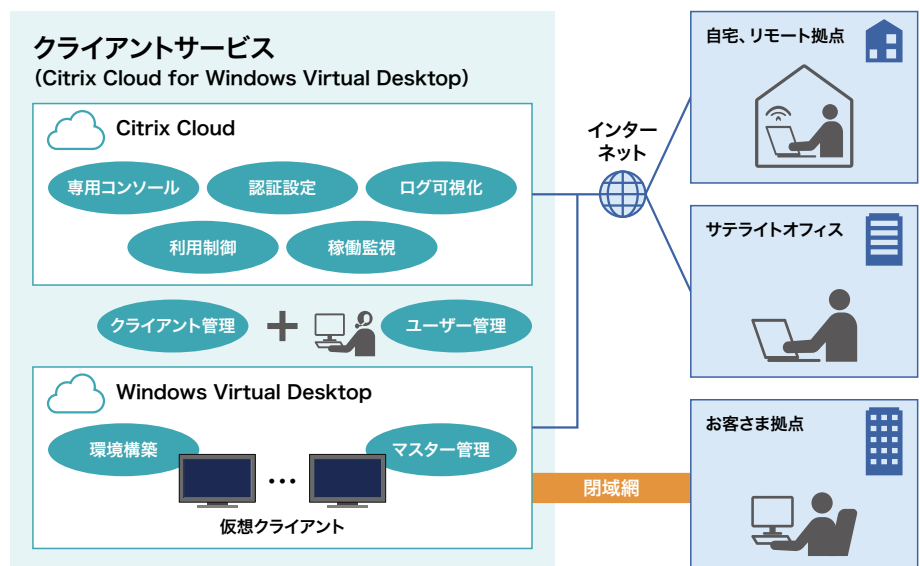 クライアントサービス
（Citrix Cloud for Windows Virtual Desktop）
Citrix Cloud
専用コンソール
認証設定
ログ可視化
利用制御
稼働監視
クライアント管理
+
ユーザー管理
Windows Virtual Desktop
環境構築
マスター管理
…
仮想クライアント
インター
ネット
閉域網
自宅、リモート拠点
サテライトオフィス
お客さま拠点